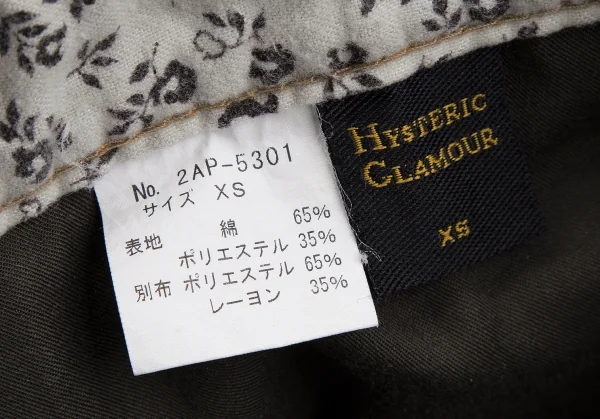 No. 2AP-5301
サイズ XS
表地 綿 65%
ポリエステル 35%
別布 ポリエステル 65%
レーヨン 35%
HYSTERIC
GLAMOUR
XS